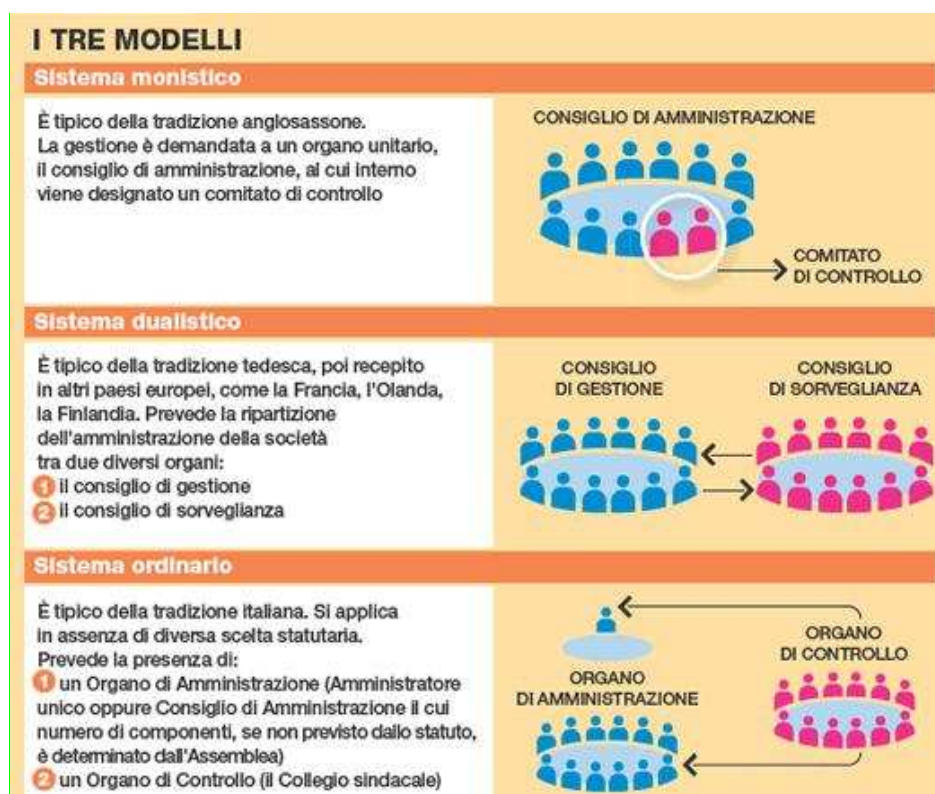 I TRE MODELLI
Sistema monistico
È tipico della tradizione anglosassone.
La gestione è demandata a un organo unitario,
il consiglio di amministrazione, al cui interno
viene designato un comitato di controllo
CONSIGLIO DI AMMINISTRAZIONE
COMITATO
DI CONTROLLO
Sistema dualistico
È tipico della tradizione tedesca, poi recepito
in altri paesi europei, come la Francia, l'Olanda,
la Finlandia. Prevede la ripartizione
dell'amministrazione della società
tra due diversi organi:
1 il consiglio di gestione
2 il consiglio di sorveglianza
CONSIGLIO
DI GESTIONE
CONSIGLIO
DI SORVEGLIANZA
Sistema ordinario
È tipico della tradizione italiana. Si applica
in assenza di diversa scelta statutaria.
Prevede la presenza di:
1 un Organo di Amministrazione (Amministratore
unico oppure Consiglio di Amministrazione il cui
numero di componenti, se non previsto dallo statuto,
è determinato dall'Assemblea)
2 un Organo di Controllo (il Collegio sindacale)
ORGANO
DI AMMINISTRAZIONE
ORGANO
DI CONTROLLO